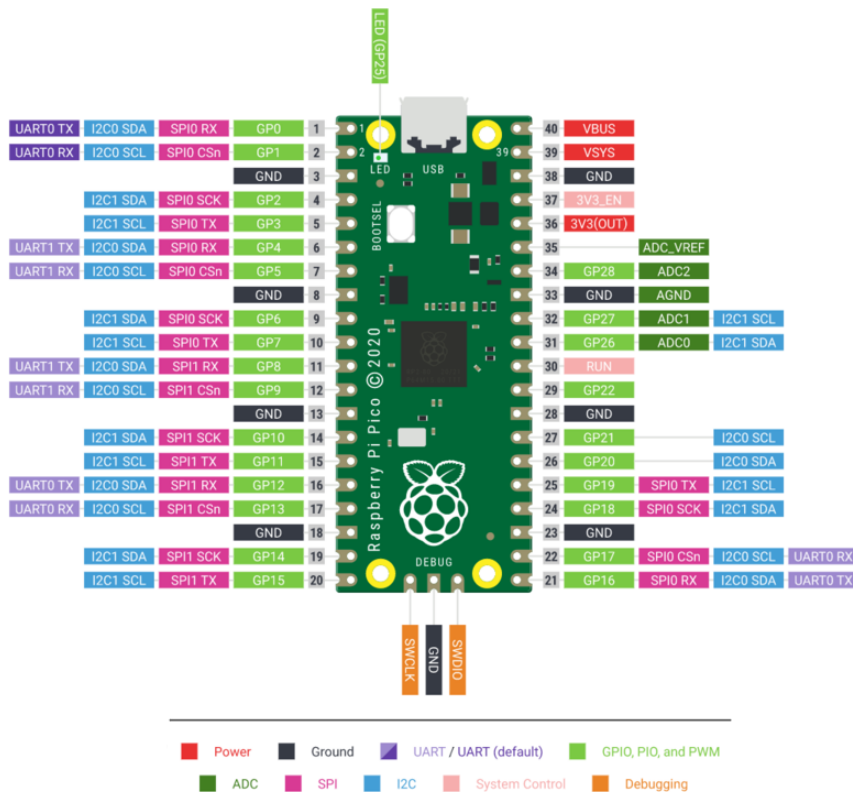 LED (GP25)
UART0 TX I2C0 SDA SPI0 RX GP0 1 1 40 VBUS
UART0 RX I2C0 SCL SPI0 CSn GP1 2 2 39 39 VSYS
LED USB
GND 3 38 GND
I2C1 SDA SPI0 SCK GP2 4 37 3V3_EN
I2C1 SCL SPI0 TX GP3 5 36 3V3(OUT)
BOOTSEL
UART1 TX I2C0 SDA SPI0 RX GP4 6 35 ADC_VREF
UART1 RX I2C0 SCL SPI0 CSn GP5 7 34 GP28 ADC2
GND 8 33 GND AGND
I2C1 SDA SPI0 SCK GP6 9 32 GP27 ADC1 I2C1 SCL
I2C1 SCL SPI0 TX GP7 10 31 GP26 ADC0 I2C1 SDA
UART1 TX I2C0 SDA SPI1 RX GP8 11 30 RUN
UART1 RX I2C0 SCL SPI1 CSn GP9 12 29 GP22
GND 13 28 GND
I2C1 SDA SPI1 SCK GP10 14 27 GP21 I2C0 SCL
I2C1 SCL SPI1 TX GP11 15 26 GP20 I2C0 SDA
UART0 TX I2C0 SDA SPI1 RX GP12 16 25 GP19 SPI0 TX I2C1 SCL
UART0 RX I2C0 SCL SPI1 CSn GP13 17 24 GP18 SPI0 SCK I2C1 SDA
GND 18 23 GND
I2C1 SDA SPI1 SCK GP14 19 22 GP17 SPI0 CSn I2C0 SCL UART0 RX
I2C1 SCL SPI1 TX GP15 20 21 GP16 SPI0 RX I2C0 SDA UART0 TX
Raspberry Pi Pico © 2020
DEBUG
SWCLK GND SWDIO
Power Ground UART / UART (default) GPIO, PIO, and PWM
ADC SPI I2C System Control Debugging